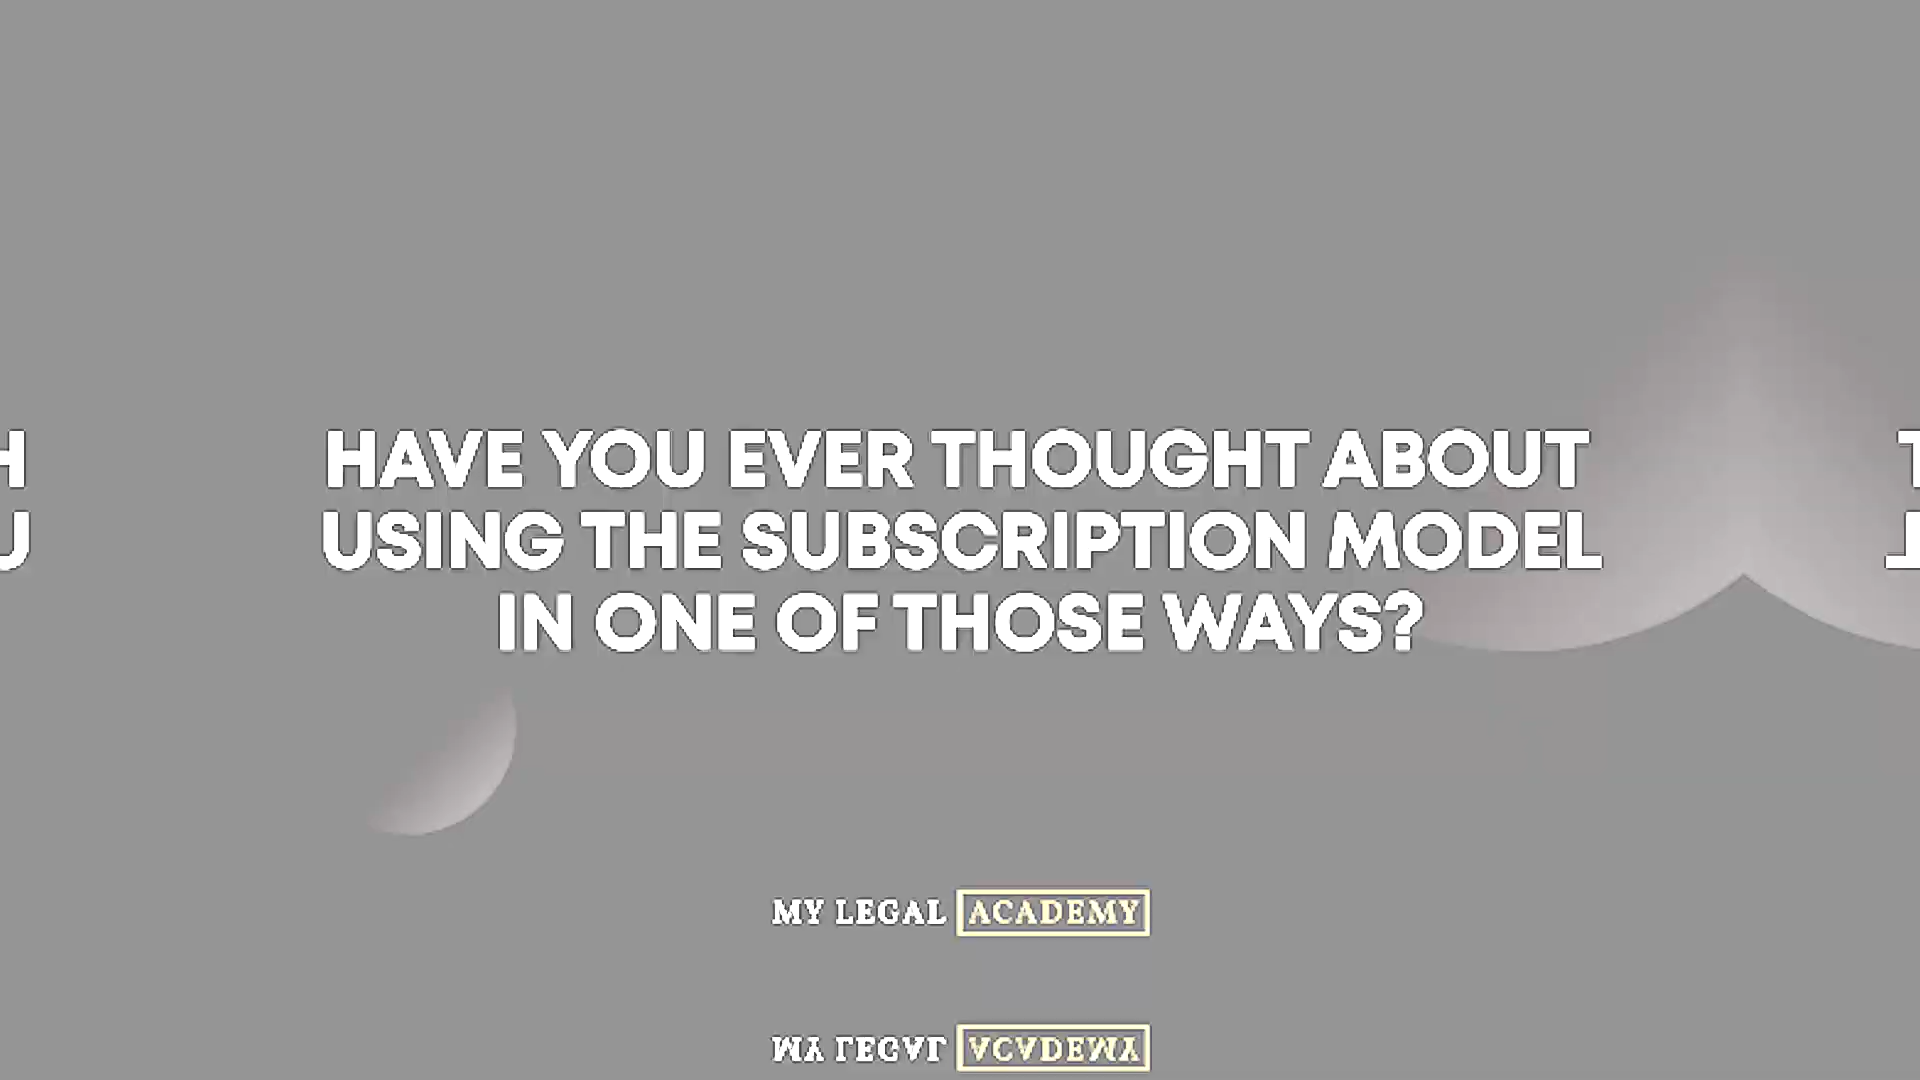 HAVE YOU EVER THOUGHT ABOUT
USING THE SUBSCRIPTION MODEL
IN ONE OF THOSE WAYS?
MY LEGAL ACADEMY